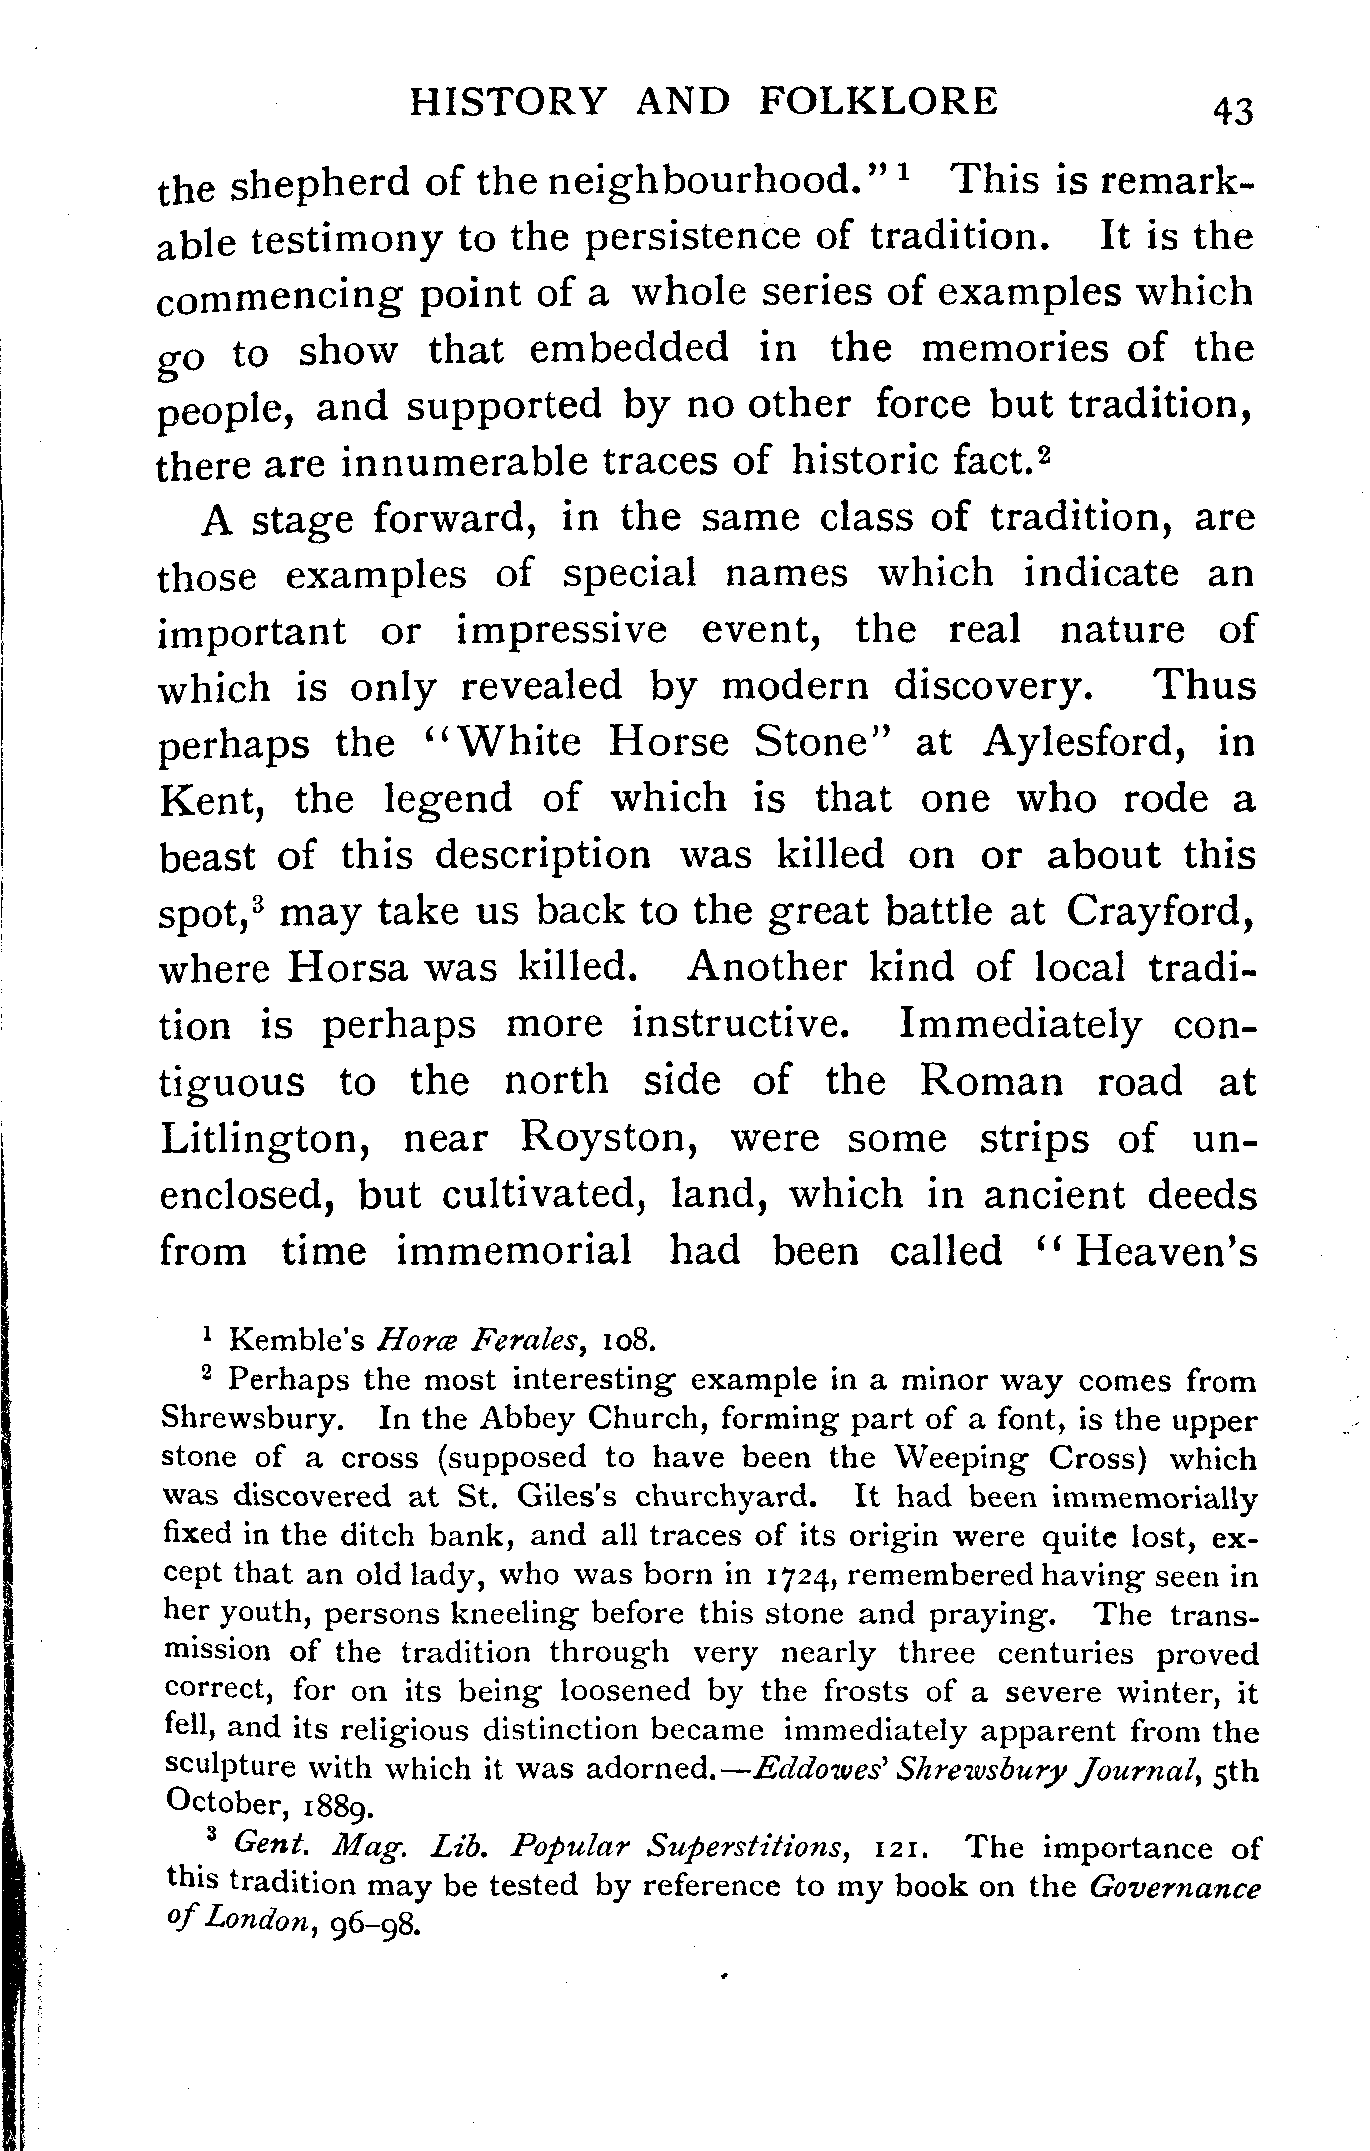 HISTORY AND FOLKLORE 43
the shepherd of the neighbourhood." ¹ This is remark-
able testimony to the persistence of tradition. It is the
commencing point of a whole series of examples which
go to show that embedded in the memories of the
people, and supported by no other force but tradition,
there are innumerable traces of historic fact.²
A stage forward, in the same class of tradition, are
those examples of special names which indicate an
important or impressive event, the real nature of
which is only revealed by modern discovery. Thus
perhaps the "White Horse Stone" at Aylesford, in
Kent, the legend of which is that one who rode a
beast of this description was killed on or about this
spot,³ may take us back to the great battle at Crayford,
where Horsa was killed. Another kind of local tradi-
tion is perhaps more instructive. Immediately con-
tiguous to the north side of the Roman road at
Litlington, near Royston, were some strips of un-
enclosed, but cultivated, land, which in ancient deeds
from time immemorial had been called "Heaven's
¹ Kemble's Horæ Ferales, 108.
² Perhaps the most interesting example in a minor way comes from
Shrewsbury. In the Abbey Church, forming part of a font, is the upper
stone of a cross (supposed to have been the Weeping Cross) which
was discovered at St. Giles's churchyard. It had been immemorially
fixed in the ditch bank, and all traces of its origin were quite lost, ex-
cept that an old lady, who was born in 1724, remembered having seen in
her youth, persons kneeling before this stone and praying. The trans-
mission of the tradition through very nearly three centuries proved
correct, for on its being loosened by the frosts of a severe winter, it
fell, and its religious distinction became immediately apparent from the
sculpture with which it was adorned.—Eddowes' Shrewsbury Journal, 5th
October, 1889.
³ Gent. Mag. Lib. Popular Superstitions, 121. The importance of
this tradition may be tested by reference to my book on the Governance
of London, 96–98.